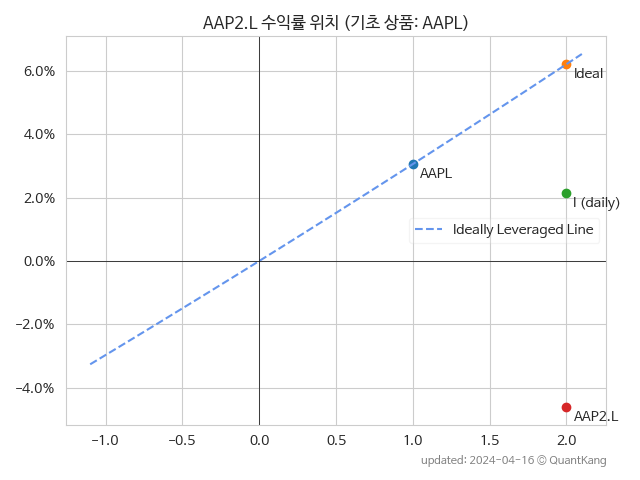 AAP2.L 수익률 위치 (기초 상품: AAPL)
6.0%
4.0%
2.0%
0.0%
−2.0%
−4.0%
Ideal
AAPL
I (daily)
Ideally Leveraged Line
AAP2.L
−1.0 −0.5 0.0 0.5 1.0 1.5 2.0
updated: 2024-04-16 © QuantKang